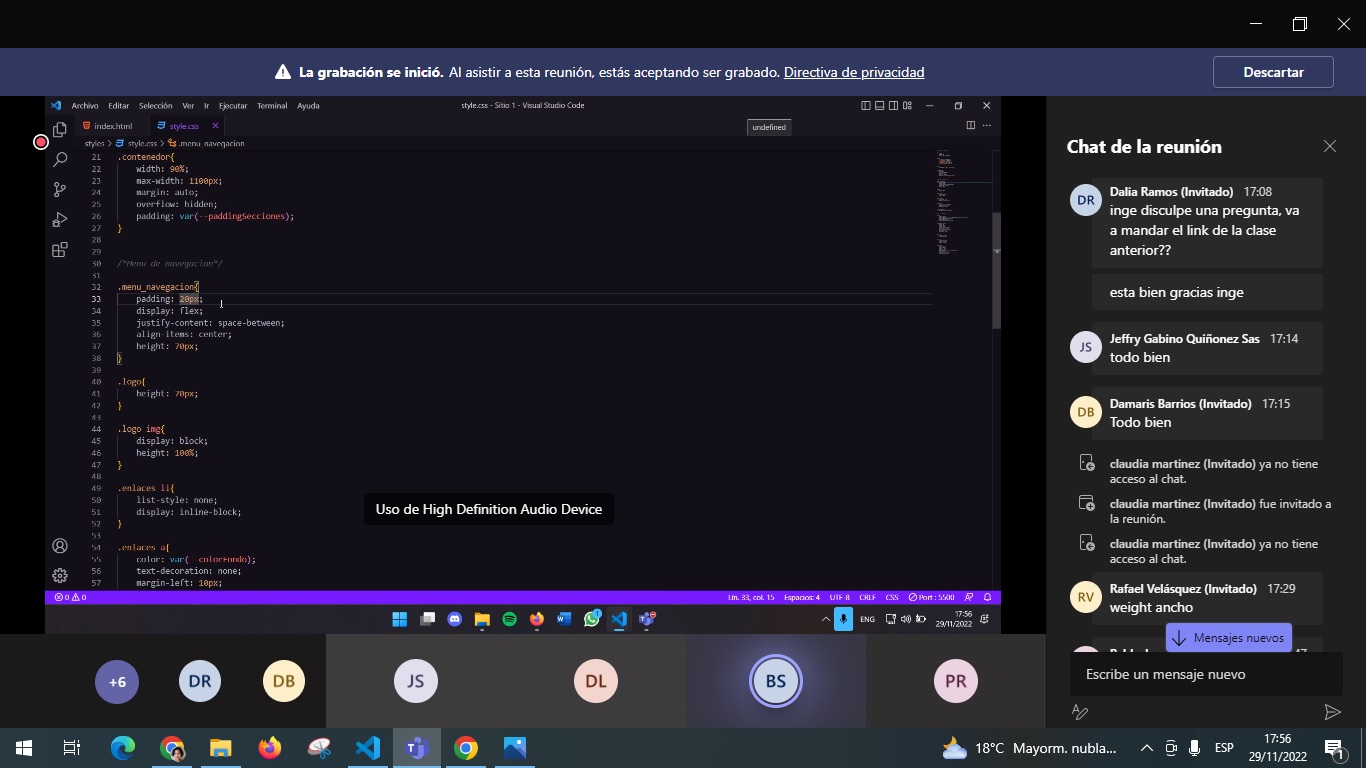 La grabación se inició. Al asistir a esta reunión, estás aceptando ser grabado. Directiva de privacidad
Descartar
Archivo Editar Selección Ver Ir Ejecutar Terminal Ayuda
style.css - Sitio 1 - Visual Studio Code
index.html
style.css
undefined
styles > style.css > .menu_navegacion
21 .contenedor{
22 width: 90%;
23 max-width: 1100px;
24 margin: auto;
25 overflow: hidden;
26 padding: var(--paddingSecciones);
27 }
28
29
30 /*Menu de navegacion*/
31
32 .menu_navegacion{
33 padding: 20px;
34 display: flex;
35 justify-content: space-between;
36 align-items: center;
37 height: 70px;
38 }
39
40 .logo{
41 height: 70px;
42 }
43
44 .logo img{
45 display: block;
46 height: 100%;
47 }
48
49 .enlaces li{
50 list-style: none;
51 display: inline-block;
52 }
53
54 .enlaces a{
55 color: var(--colorFondo);
56 text-decoration: none;
57 margin-left: 10px;
Uso de High Definition Audio Device
0 0
Lín. 33, col. 15 Espacios: 4 UTF-8 CRLF CSS Port : 5500
ENG
17:56
29/11/2022
Chat de la reunión
DR
Dalia Ramos (Invitado) 17:08
inge disculpe una pregunta, va
a mandar el link de la clase
anterior??
esta bien gracias inge
JS
Jeffry Gabino Quiñonez Sas 17:14
todo bien
DB
Damaris Barrios (Invitado) 17:15
Todo bien
claudia martinez (Invitado) ya no tiene
acceso al chat.
claudia martinez (Invitado) fue invitado a
la reunión.
claudia martinez (Invitado) ya no tiene
acceso al chat.
RV
Rafael Velásquez (Invitado) 17:29
weight ancho
Mensajes nuevos
Escribe un mensaje nuevo
+6 DR DB JS DL BS PR
18°C Mayorm. nubla...
ESP
17:56
29/11/2022
1